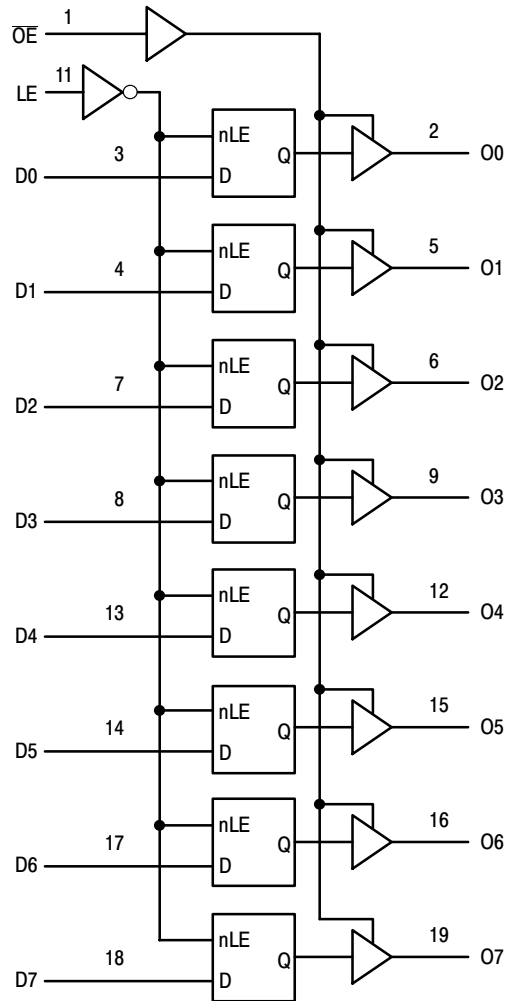 OE 1
LE 11
nLE
D0 3 D Q 2 O0
nLE
D1 4 D Q 5 O1
nLE
D2 7 D Q 6 O2
nLE
D3 8 D Q 9 O3
nLE
D4 13 D Q 12 O4
nLE
D5 14 D Q 15 O5
nLE
D6 17 D Q 16 O6
nLE
D7 18 D Q 19 O7